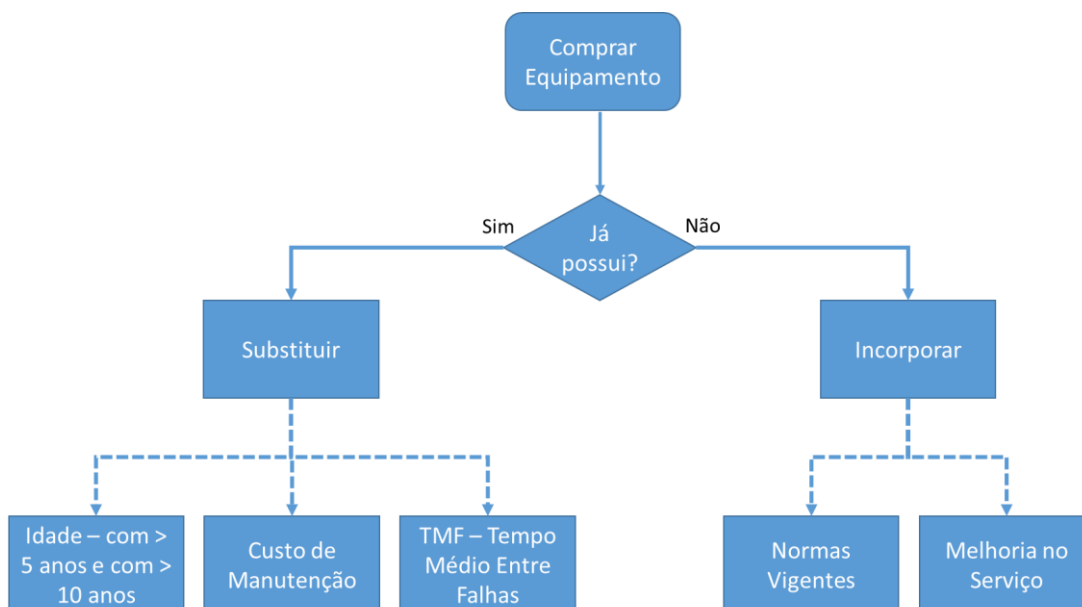 Comprar
Equipamento
Sim
Já
possui?
Não
Substituir
Incorporar
Idade – com >
5 anos e com >
10 anos
Custo de
Manutenção
TMF – Tempo
Médio Entre
Falhas
Normas
Vigentes
Melhoria no
Serviço